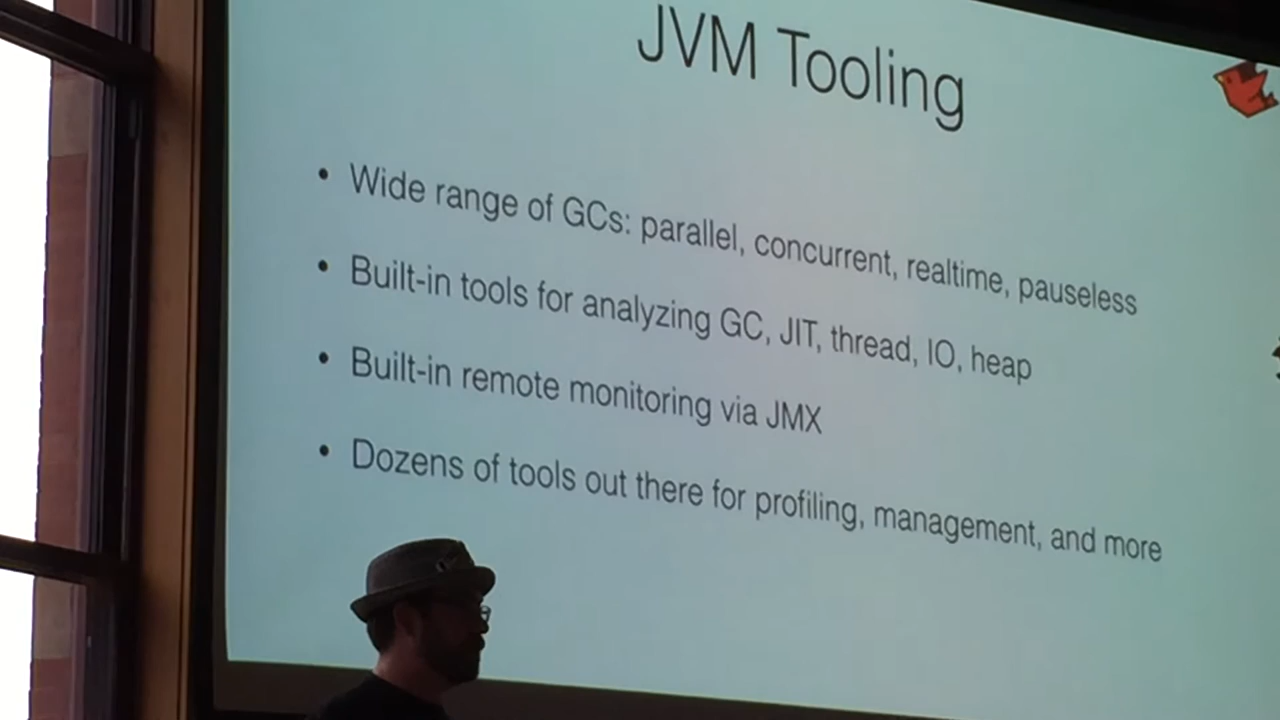 JVM Tooling
• Wide range of GCs: parallel, concurrent, realtime, pauseless
• Built-in tools for analyzing GC, JIT, thread, IO, heap
• Built-in remote monitoring via JMX
• Dozens of tools out there for profiling, management, and more